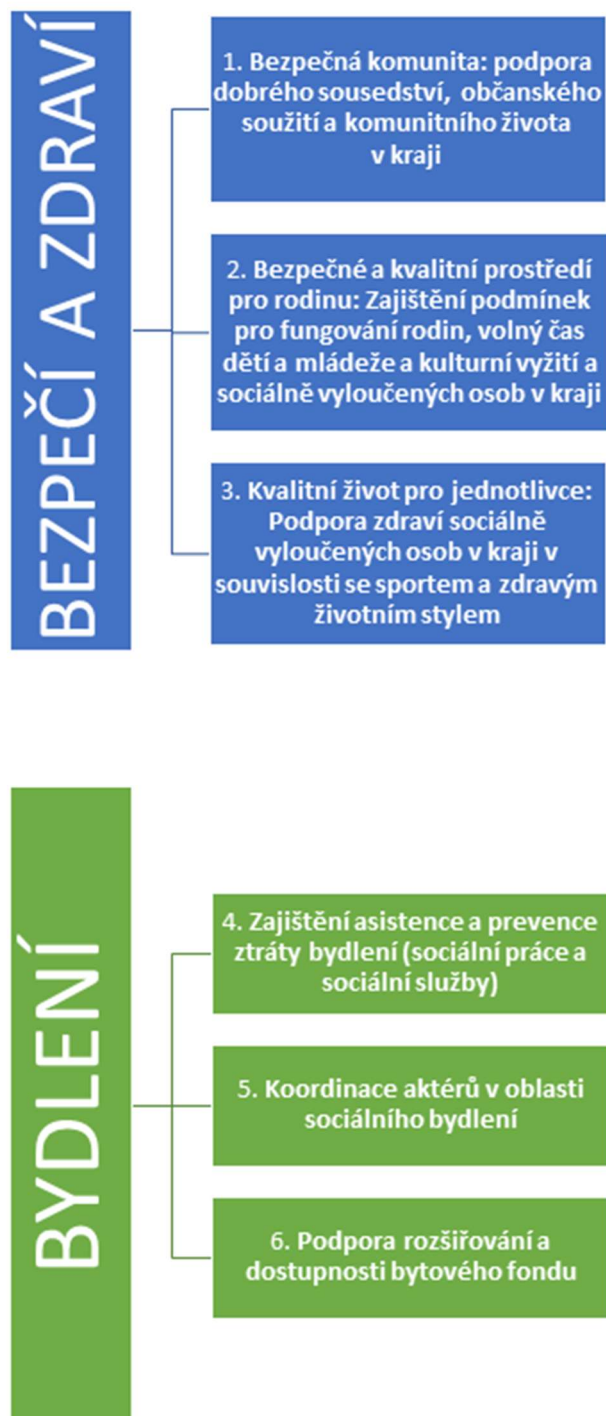 BEZPEČÍ A ZDRAVÍ
1. Bezpečná komunita: podpora
dobrého sousedství, občanského
soužití a komunitního života
v kraji
2. Bezpečné a kvalitní prostředí
pro rodinu: Zajištění podmínek
pro fungování rodin, volný čas
dětí a mládeže a kulturní vyžití a
sociálně vyloučených osob v kraji
3. Kvalitní život pro jednotlivce:
Podpora zdraví sociálně
vyloučených osob v kraji v
souvislosti se sportem a zdravým
životním stylem
BYDLENÍ
4. Zajištění asistence a prevence
ztráty bydlení (sociální práce a
sociální služby)
5. Koordinace aktérů v oblasti
sociálního bydlení
6. Podpora rozšiřování a
dostupnosti bytového fondu